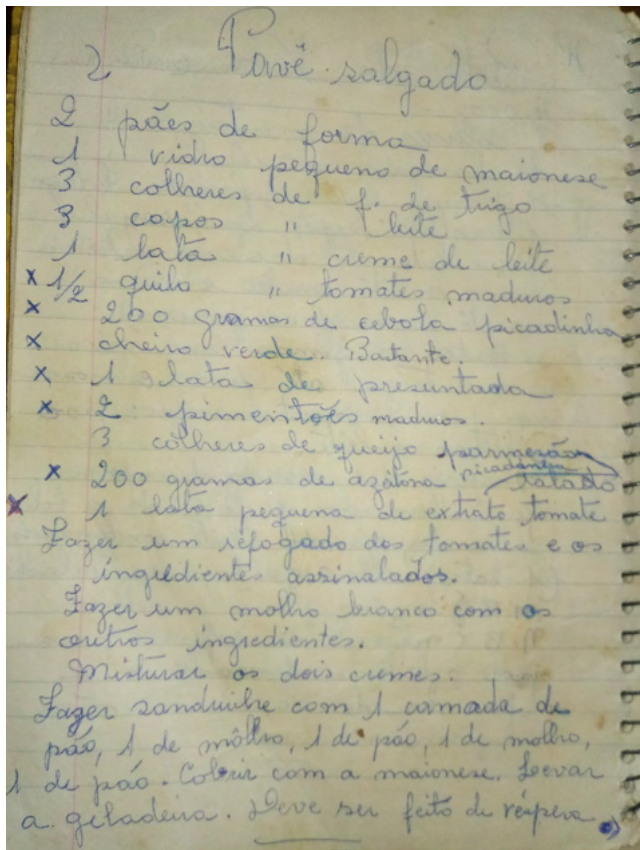 2 Pavê salgado
2 pães de forma
1 vidro pequeno de maionese
3 colheres de f. de trigo
3 copos " leite
1 lata " creme de leite
x 1/2 quilo " tomates maduros
x 200 gramas de cebola picadinha
x cheiro verde. Bastante.
x 1 lata de presuntada
x 2 pimentões maduros.
3 colheres de queijo parmezão ralado
x 200 gramas de azeitona picadinha
x 1 lata pequena de extrato tomate
Fazer um refogado dos tomates e os
ingredientes assinalados.
Fazer um molho branco com os
outros ingredientes.
Misturar os dois cremes.
Fazer sanduiche com 1 camada de
pão, 1 de môlho, 1 de pão, 1 de molho,
1 de pão. Cobrir com a maionese. Levar
a geladeira. Deve ser feito de véspera